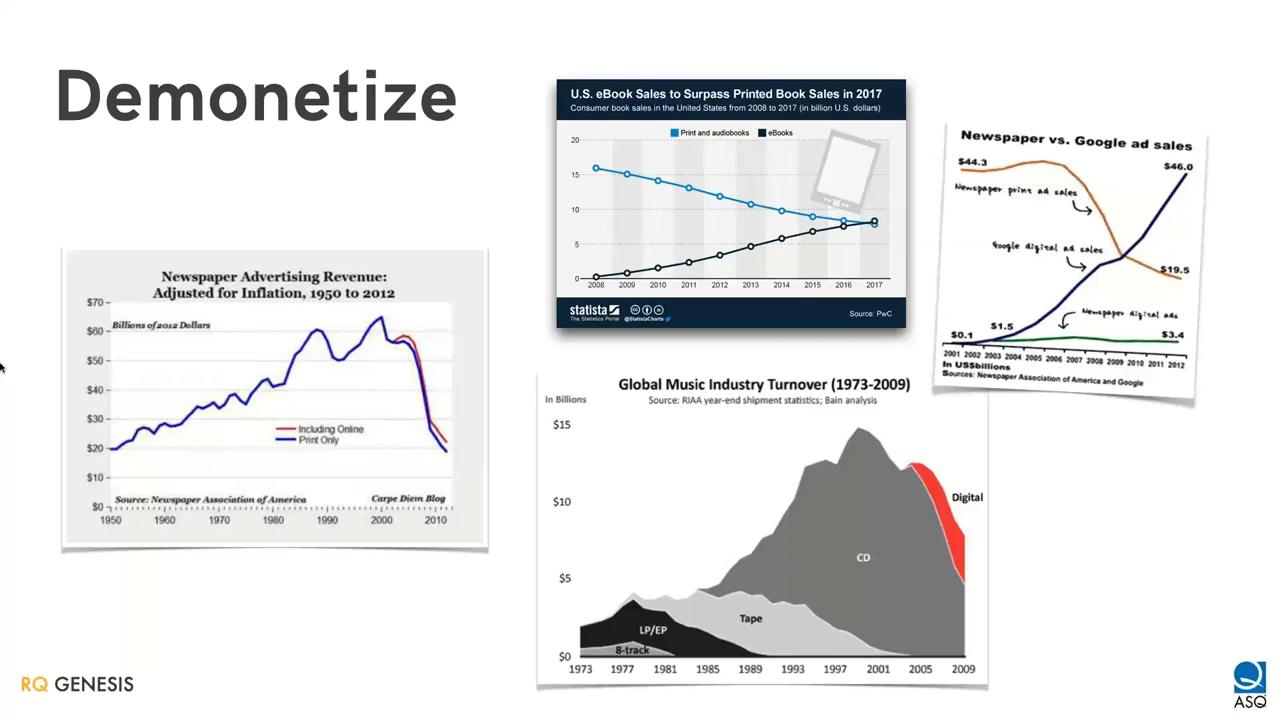 Demonetize
Newspaper Advertising Revenue:
Adjusted for Inflation, 1950 to 2012
Billions of 2012 Dollars
$70
$60
$50
$40
$30
$20
$10
$0
Including Online
Print Only
Source: Newspaper Association of America
Carpe Diem Blog
1950 1960 1970 1980 1990 2000 2010
U.S. eBook Sales to Surpass Printed Book Sales in 2017
Consumer book sales in the United States from 2008 to 2017 (in billion U.S. dollars)
Print and audiobooks eBooks
20
15
10
5
0
2008 2009 2010 2011 2012 2013 2014 2015 2016 2017
statista
The Statistics Portal
@StatistaCharts
Source: PwC
Newspaper vs. Google ad sales
$44.3
$46.0
Newspaper print ad sales
Google digital ad sales
$19.5
Newspaper digital ads
$0.1
$1.5
$3.4
2001 2002 2003 2004 2005 2006 2007 2008 2009 2010 2011 2012
In US$billions
Sources: Newspaper Association of America and Google
Global Music Industry Turnover (1973-2009)
Source: RIAA year-end shipment statistics; Bain analysis
In Billions
$15
$10
$5
$0
Digital
CD
Tape
LP/EP
8-track
1973 1977 1981 1985 1989 1993 1997 2001 2005 2009
RQ GENESIS
ASQ